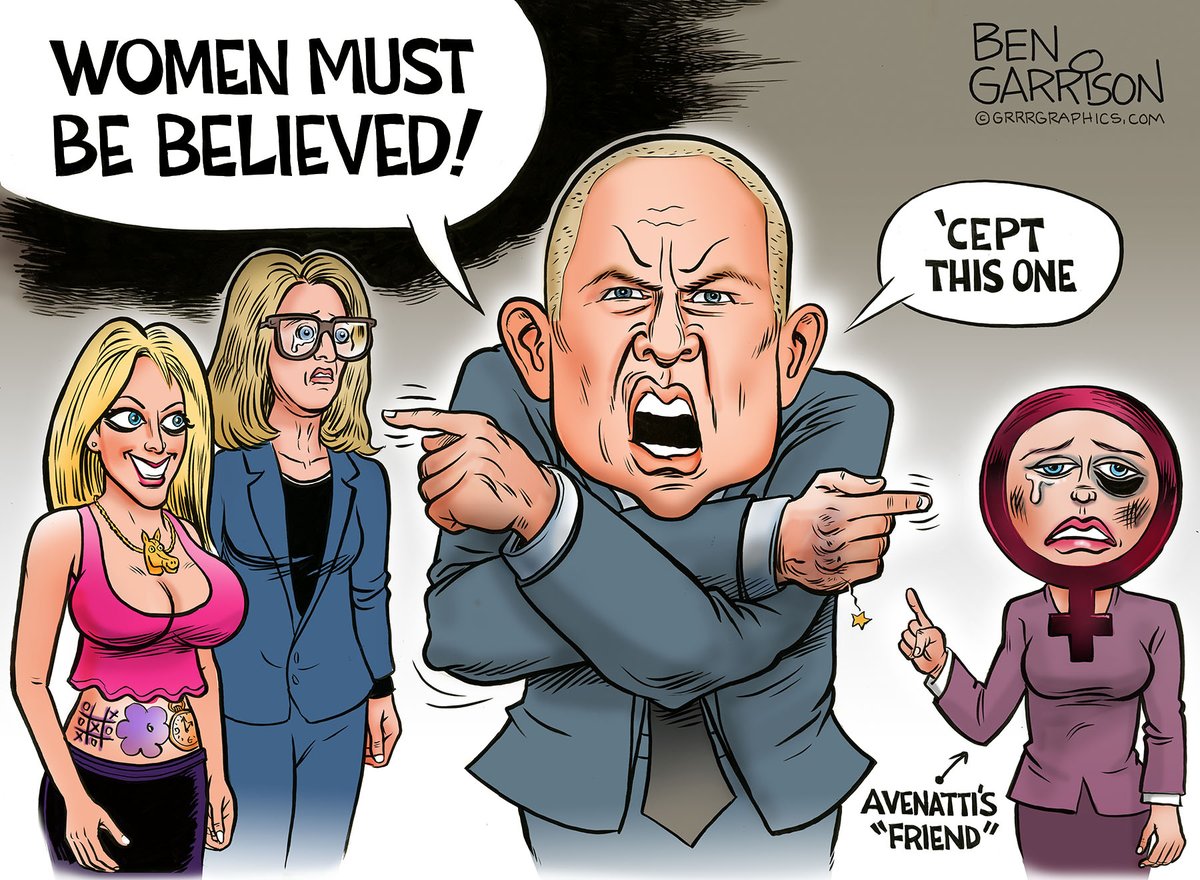 WOMEN MUST
BE BELIEVED!
BEN
GARRISON
©GRRRGRAPHICS.COM
'CEPT
THIS ONE
AVENATTI'S
"FRIEND"